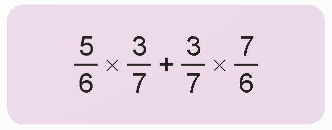 5/6 × 3/7 + 3/7 × 7/6